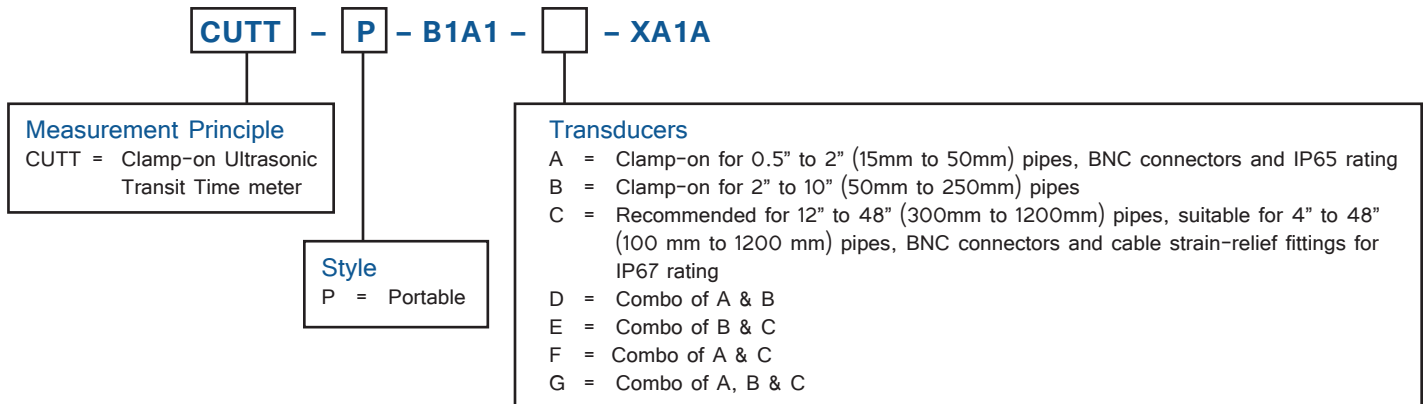 CUTT – P – B1A1 – – XA1A
Measurement Principle
CUTT = Clamp-on Ultrasonic
Transit Time meter
Style
P = Portable
Transducers
A = Clamp-on for 0.5” to 2” (15mm to 50mm) pipes, BNC connectors and IP65 rating
B = Clamp-on for 2” to 10” (50mm to 250mm) pipes
C = Recommended for 12” to 48” (300mm to 1200mm) pipes, suitable for 4” to 48”
(100 mm to 1200 mm) pipes, BNC connectors and cable strain-relief fittings for
IP67 rating
D = Combo of A & B
E = Combo of B & C
F = Combo of A & C
G = Combo of A, B & C